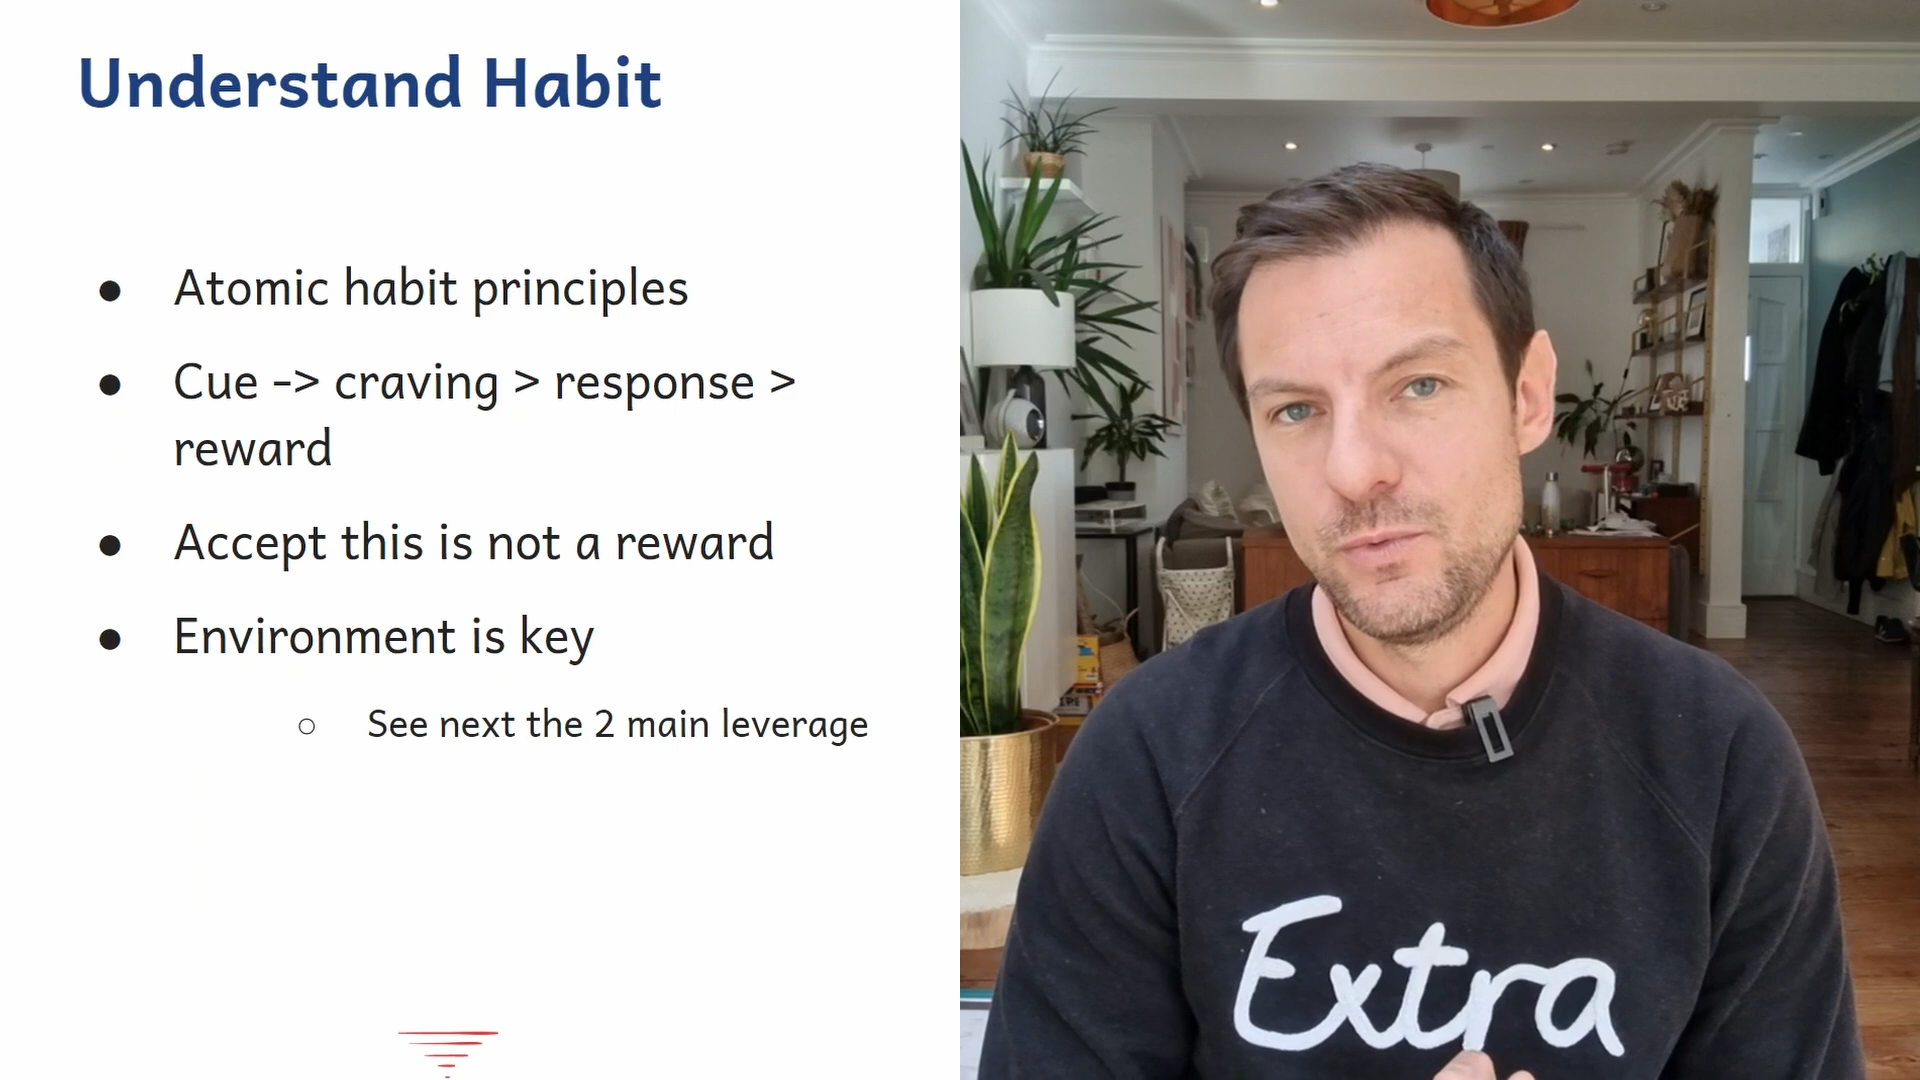 Understand Habit
● Atomic habit principles
● Cue -> craving > response >
reward
● Accept this is not a reward
● Environment is key
○ See next the 2 main leverage
Extra